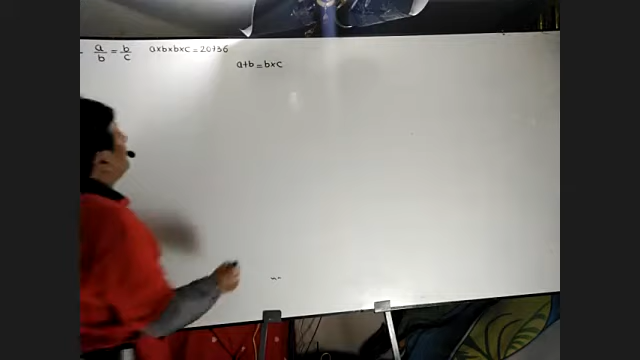 a/b = b/c   a×b×b×c = 20736
a+b = b×c